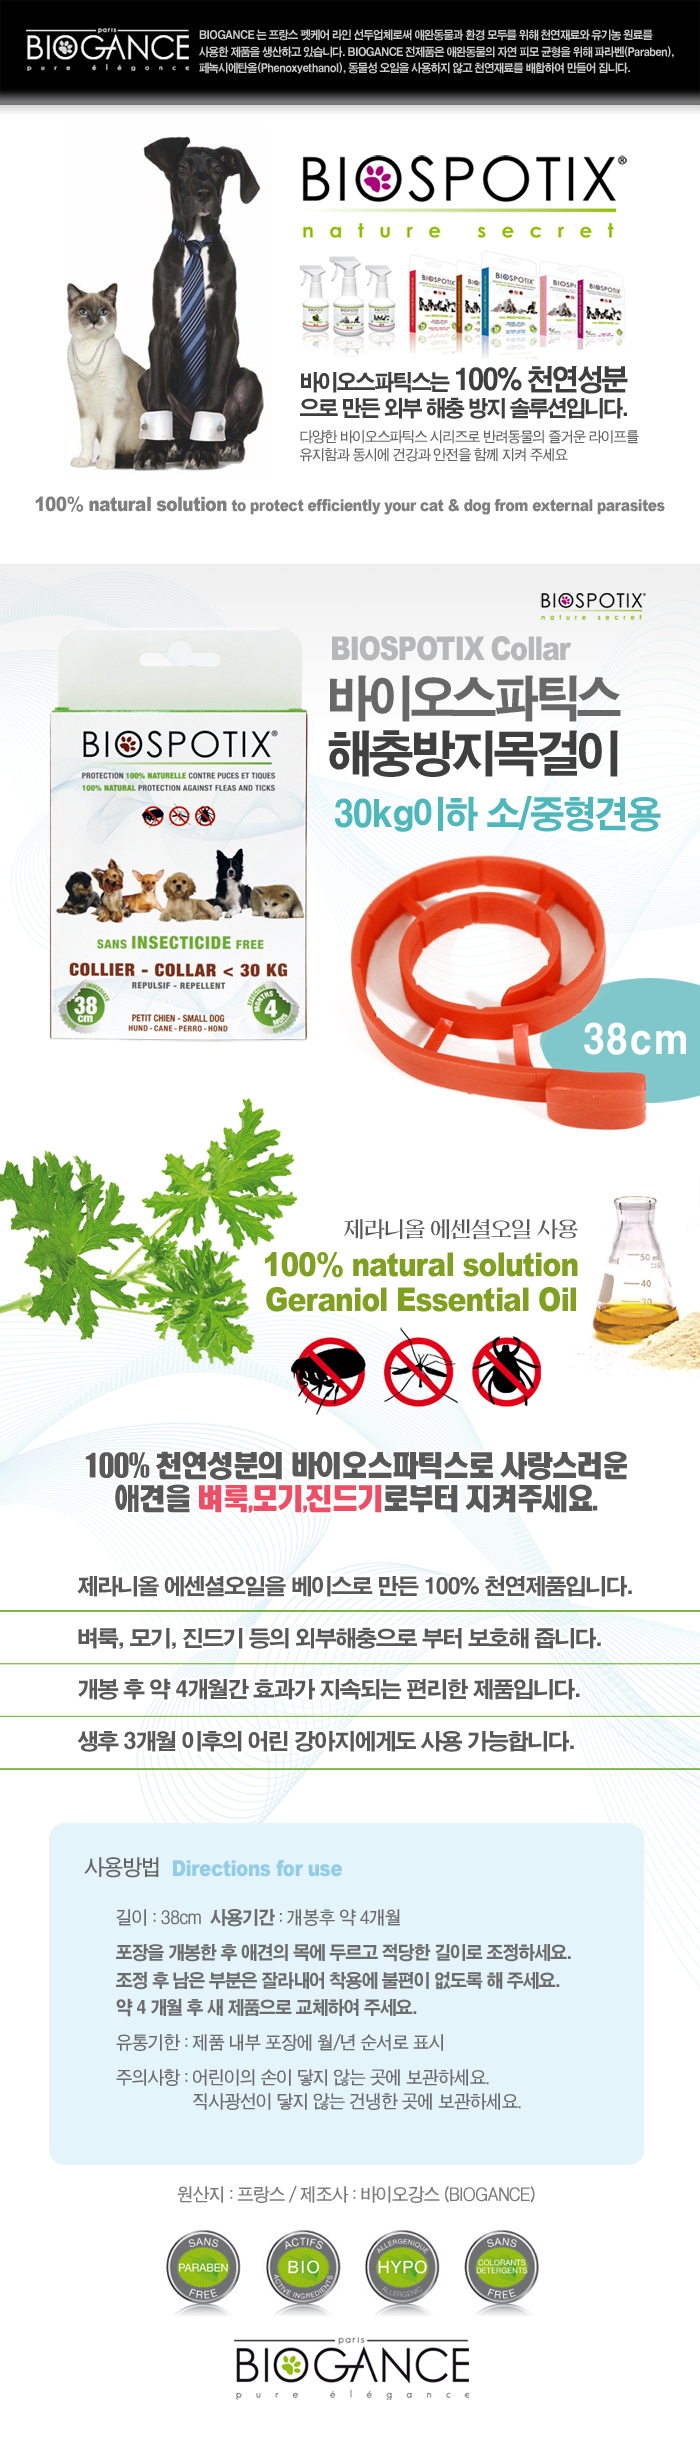 paris
BIOGANCE
pure élégance
BIOGANCE 는 프랑스 펫케어 라인 선두업체로써 애완동물과 환경 모두를 위해 천연재료와 유기농 원료를
사용한 제품을 생산하고 있습니다. BIOGANCE 전제품은 애완동물의 자연 피모 균형을 위해 파라벤(Paraben),
페녹시에탄올(Phenoxyethanol), 동물성 오일을 사용하지 않고 천연재료를 배합하여 만들어 집니다.
BIOSPOTIX®
nature secret
BIOSPOTIX
바이오스파틱스는 100% 천연성분
으로 만든 외부 해충 방지 솔루션입니다.
다양한 바이오스파틱스 시리즈로 반려동물의 즐거운 라이프를
유지함과 동시에 건강과 안전을 함께 지켜 주세요
100% natural solution to protect efficiently your cat & dog from external parasites
BIOSPOTIX®
nature secret
BIOSPOTIX Collar
바이오스파틱스
해충방지목걸이
30kg이하 소/중형견용
BIOSPOTIX®
PROTECTION 100% NATURELLE CONTRE PUCES ET TIQUES
100% NATURAL PROTECTION AGAINST FLEAS AND TICKS
SANS INSECTICIDE FREE
COLLIER - COLLAR < 30 KG
REPULSIF - REPELLENT
38
cm
MONTHS
4
MOIS
PETIT CHIEN - SMALL DOG
HUND - CANE - PERRO - HOND
38cm
제라니올 에센셜오일 사용
100% natural solution
Geraniol Essential Oil
50
40
30
100% 천연성분의 바이오스파틱스로 사랑스러운
애견을 벼룩,모기,진드기로부터 지켜주세요.
제라니올 에센셜오일을 베이스로 만든 100% 천연제품입니다.
벼룩, 모기, 진드기 등의 외부해충으로 부터 보호해 줍니다.
개봉 후 약 4개월간 효과가 지속되는 편리한 제품입니다.
생후 3개월 이후의 어린 강아지에게도 사용 가능합니다.
사용방법 Directions for use
길이 : 38cm 사용기간 : 개봉후 약 4개월
포장을 개봉한 후 애견의 목에 두르고 적당한 길이로 조정하세요.
조정 후 남은 부분은 잘라내어 착용에 불편이 없도록 해 주세요.
약 4 개월 후 새 제품으로 교체하여 주세요.
유통기한 : 제품 내부 포장에 월/년 순서로 표시
주의사항 : 어린이의 손이 닿지 않는 곳에 보관하세요.
직사광선이 닿지 않는 건냉한 곳에 보관하세요.
원산지 : 프랑스 / 제조사 : 바이오강스 (BIOGANCE)
SANS PARABEN FREE
ACTIFS BIO ACTIVE INGREDIENTS
ALLERGENIQUE HYPO ALLERGENIC
SANS COLORANTS DETERGENTS FREE
paris
BIOGANCE
pure élégance